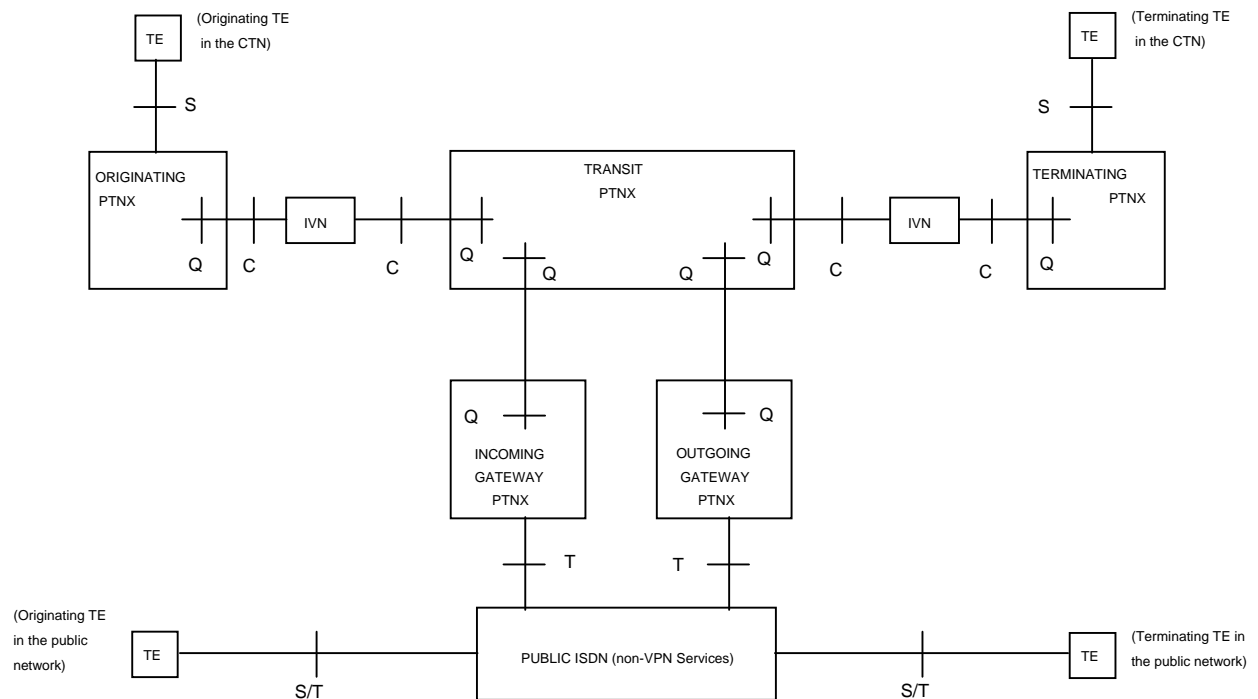 (Originating TE
in the CTN)
TE
(Terminating TE
in the CTN)
TE
S
S
ORIGINATING
PTNX
TRANSIT
PTNX
TERMINATING
PTNX
IVN
IVN
Q
C
C
Q
Q
Q
Q
C
C
Q
Q
Q
INCOMING
GATEWAY
PTNX
OUTGOING
GATEWAY
PTNX
T
T
(Originating TE
in the public
network)
TE
S/T
PUBLIC ISDN (non-VPN Services)
S/T
TE
(Terminating TE in
the public network)